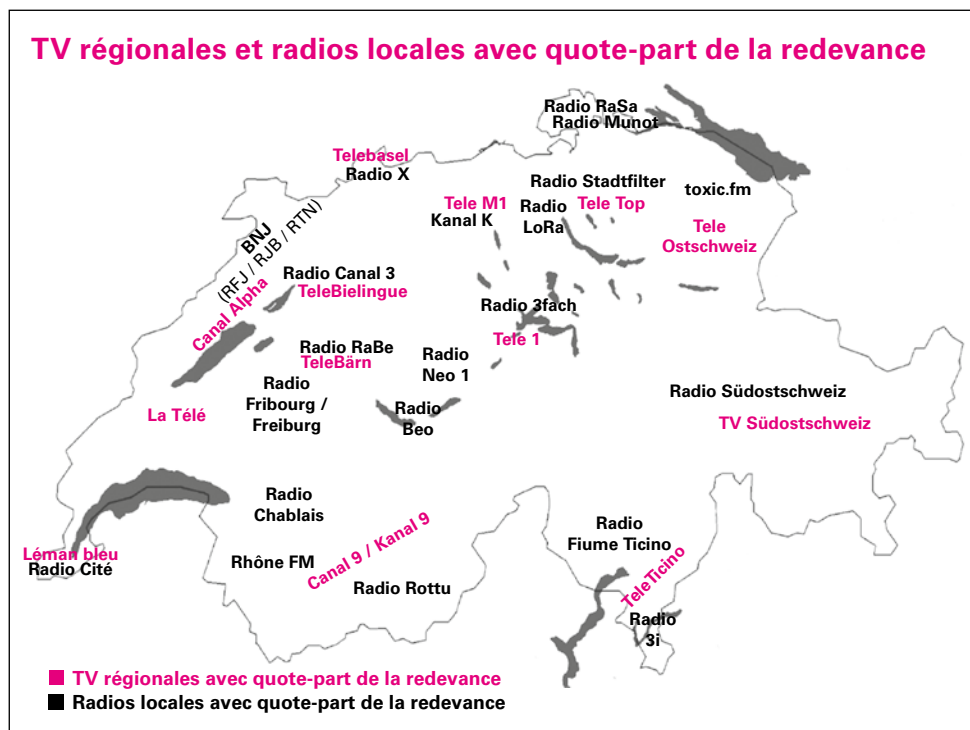 TV régionales et radios locales avec quote-part de la redevance
Radio RaSa
Radio Munot
Telebasel
Radio X
Radio Stadtfilter
Tele Top
toxic.fm
Tele M1
Kanal K
Radio
LoRa
Tele
Ostschweiz
BNJ
(RFJ / RJB / RTN)
Canal Alpha
Radio Canal 3
TeleBielingue
Radio 3fach
Tele 1
Radio RaBe
TeleBärn
Radio
Neo 1
Radio
Fribourg /
Freiburg
Radio
Beo
La Télé
Radio Südostschweiz
TV Südostschweiz
Radio
Chablais
Canal 9 / Kanal 9
Radio
Fiume Ticino
TeleTicino
Léman bleu
Radio Cité
Rhône FM
Radio Rottu
Radio
3i
TV régionales avec quote-part de la redevance
Radios locales avec quote-part de la redevance